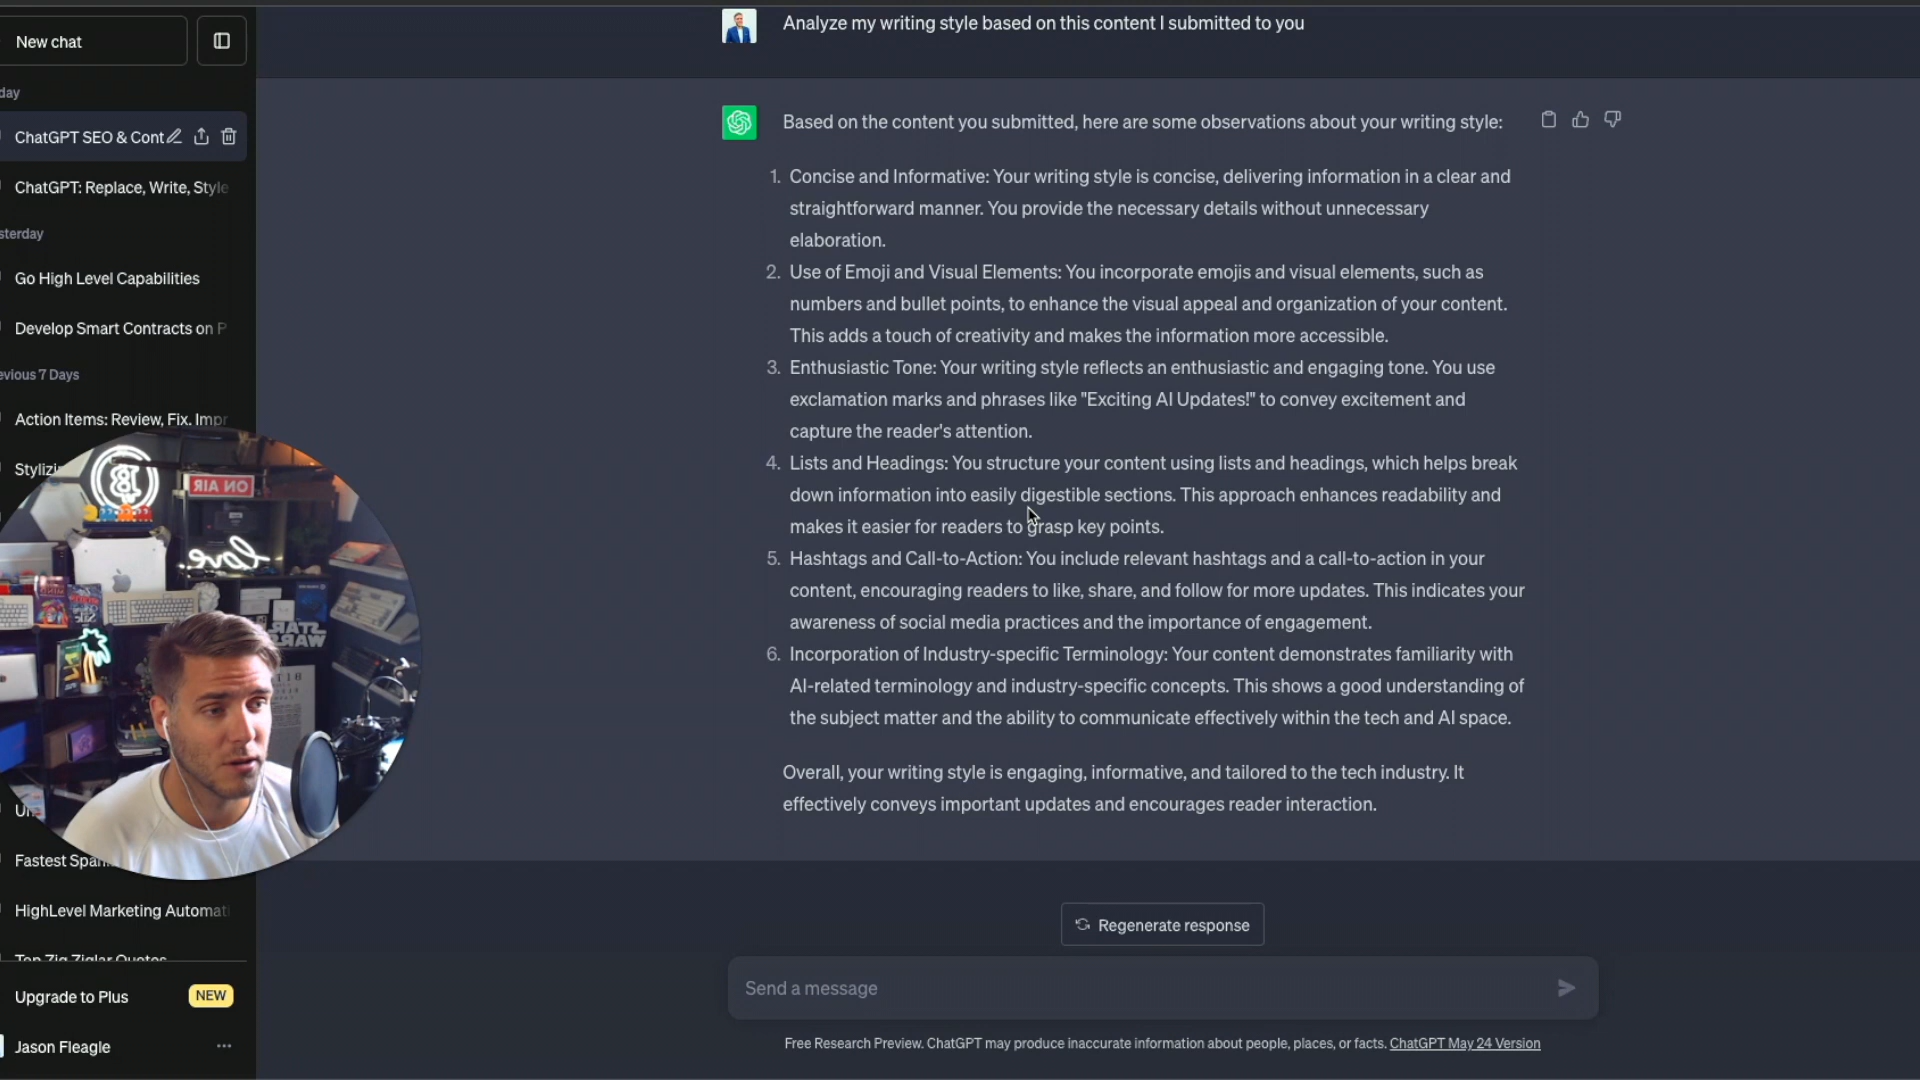 New chat
Analyze my writing style based on this content I submitted to you
day
ChatGPT SEO & Cont
ChatGPT: Replace, Write, Style
sterday
Go High Level Capabilities
Develop Smart Contracts on P
evious 7 Days
Action Items: Review, Fix. Impr
Styliz
ON AIR
love.
STAR
WARS
Fastest Span
HighLevel Marketing Automat
Top Zig Ziglar Quotes
Upgrade to Plus NEW
Jason Fleagle
Based on the content you submitted, here are some observations about your writing style:
1. Concise and Informative: Your writing style is concise, delivering information in a clear and
straightforward manner. You provide the necessary details without unnecessary
elaboration.
2. Use of Emoji and Visual Elements: You incorporate emojis and visual elements, such as
numbers and bullet points, to enhance the visual appeal and organization of your content.
This adds a touch of creativity and makes the information more accessible.
3. Enthusiastic Tone: Your writing style reflects an enthusiastic and engaging tone. You use
exclamation marks and phrases like "Exciting AI Updates!" to convey excitement and
capture the reader's attention.
4. Lists and Headings: You structure your content using lists and headings, which helps break
down information into easily digestible sections. This approach enhances readability and
makes it easier for readers to grasp key points.
5. Hashtags and Call-to-Action: You include relevant hashtags and a call-to-action in your
content, encouraging readers to like, share, and follow for more updates. This indicates your
awareness of social media practices and the importance of engagement.
6. Incorporation of Industry-specific Terminology: Your content demonstrates familiarity with
AI-related terminology and industry-specific concepts. This shows a good understanding of
the subject matter and the ability to communicate effectively within the tech and AI space.
Overall, your writing style is engaging, informative, and tailored to the tech industry. It
effectively conveys important updates and encourages reader interaction.
Regenerate response
Send a message
Free Research Preview. ChatGPT may produce inaccurate information about people, places, or facts. ChatGPT May 24 Version